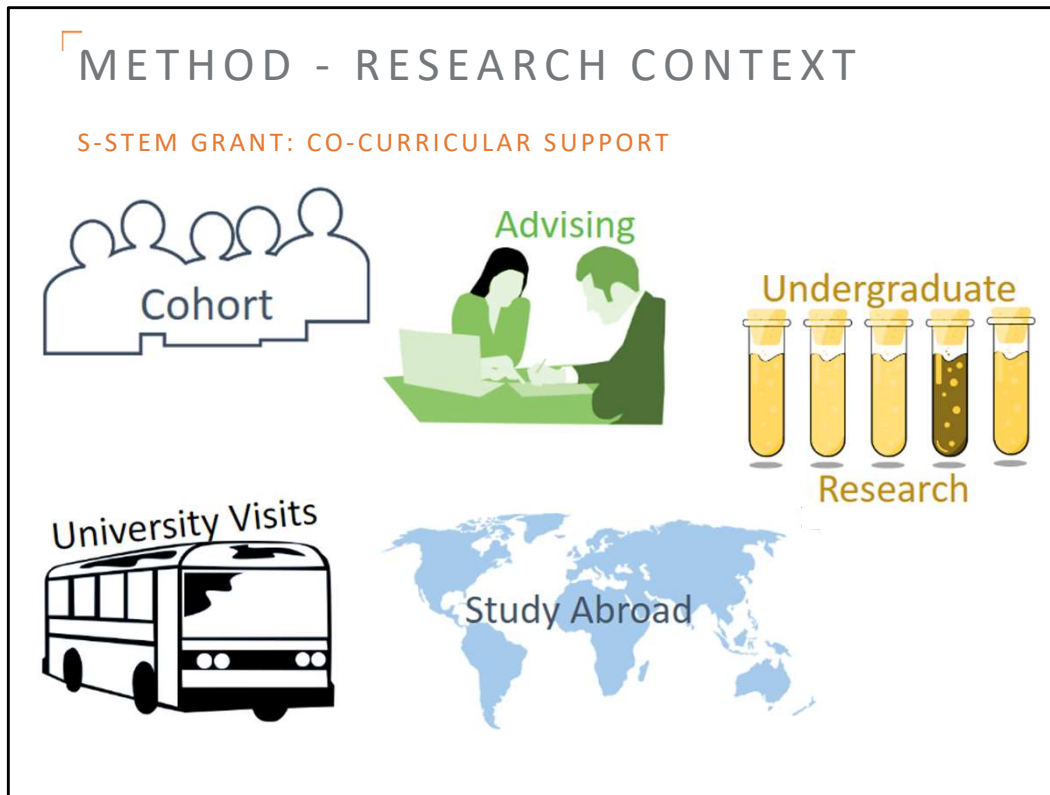 METHOD - RESEARCH CONTEXT
S-STEM GRANT: CO-CURRICULAR SUPPORT
Cohort
Advising
Undergraduate
Research
University Visits
Study Abroad